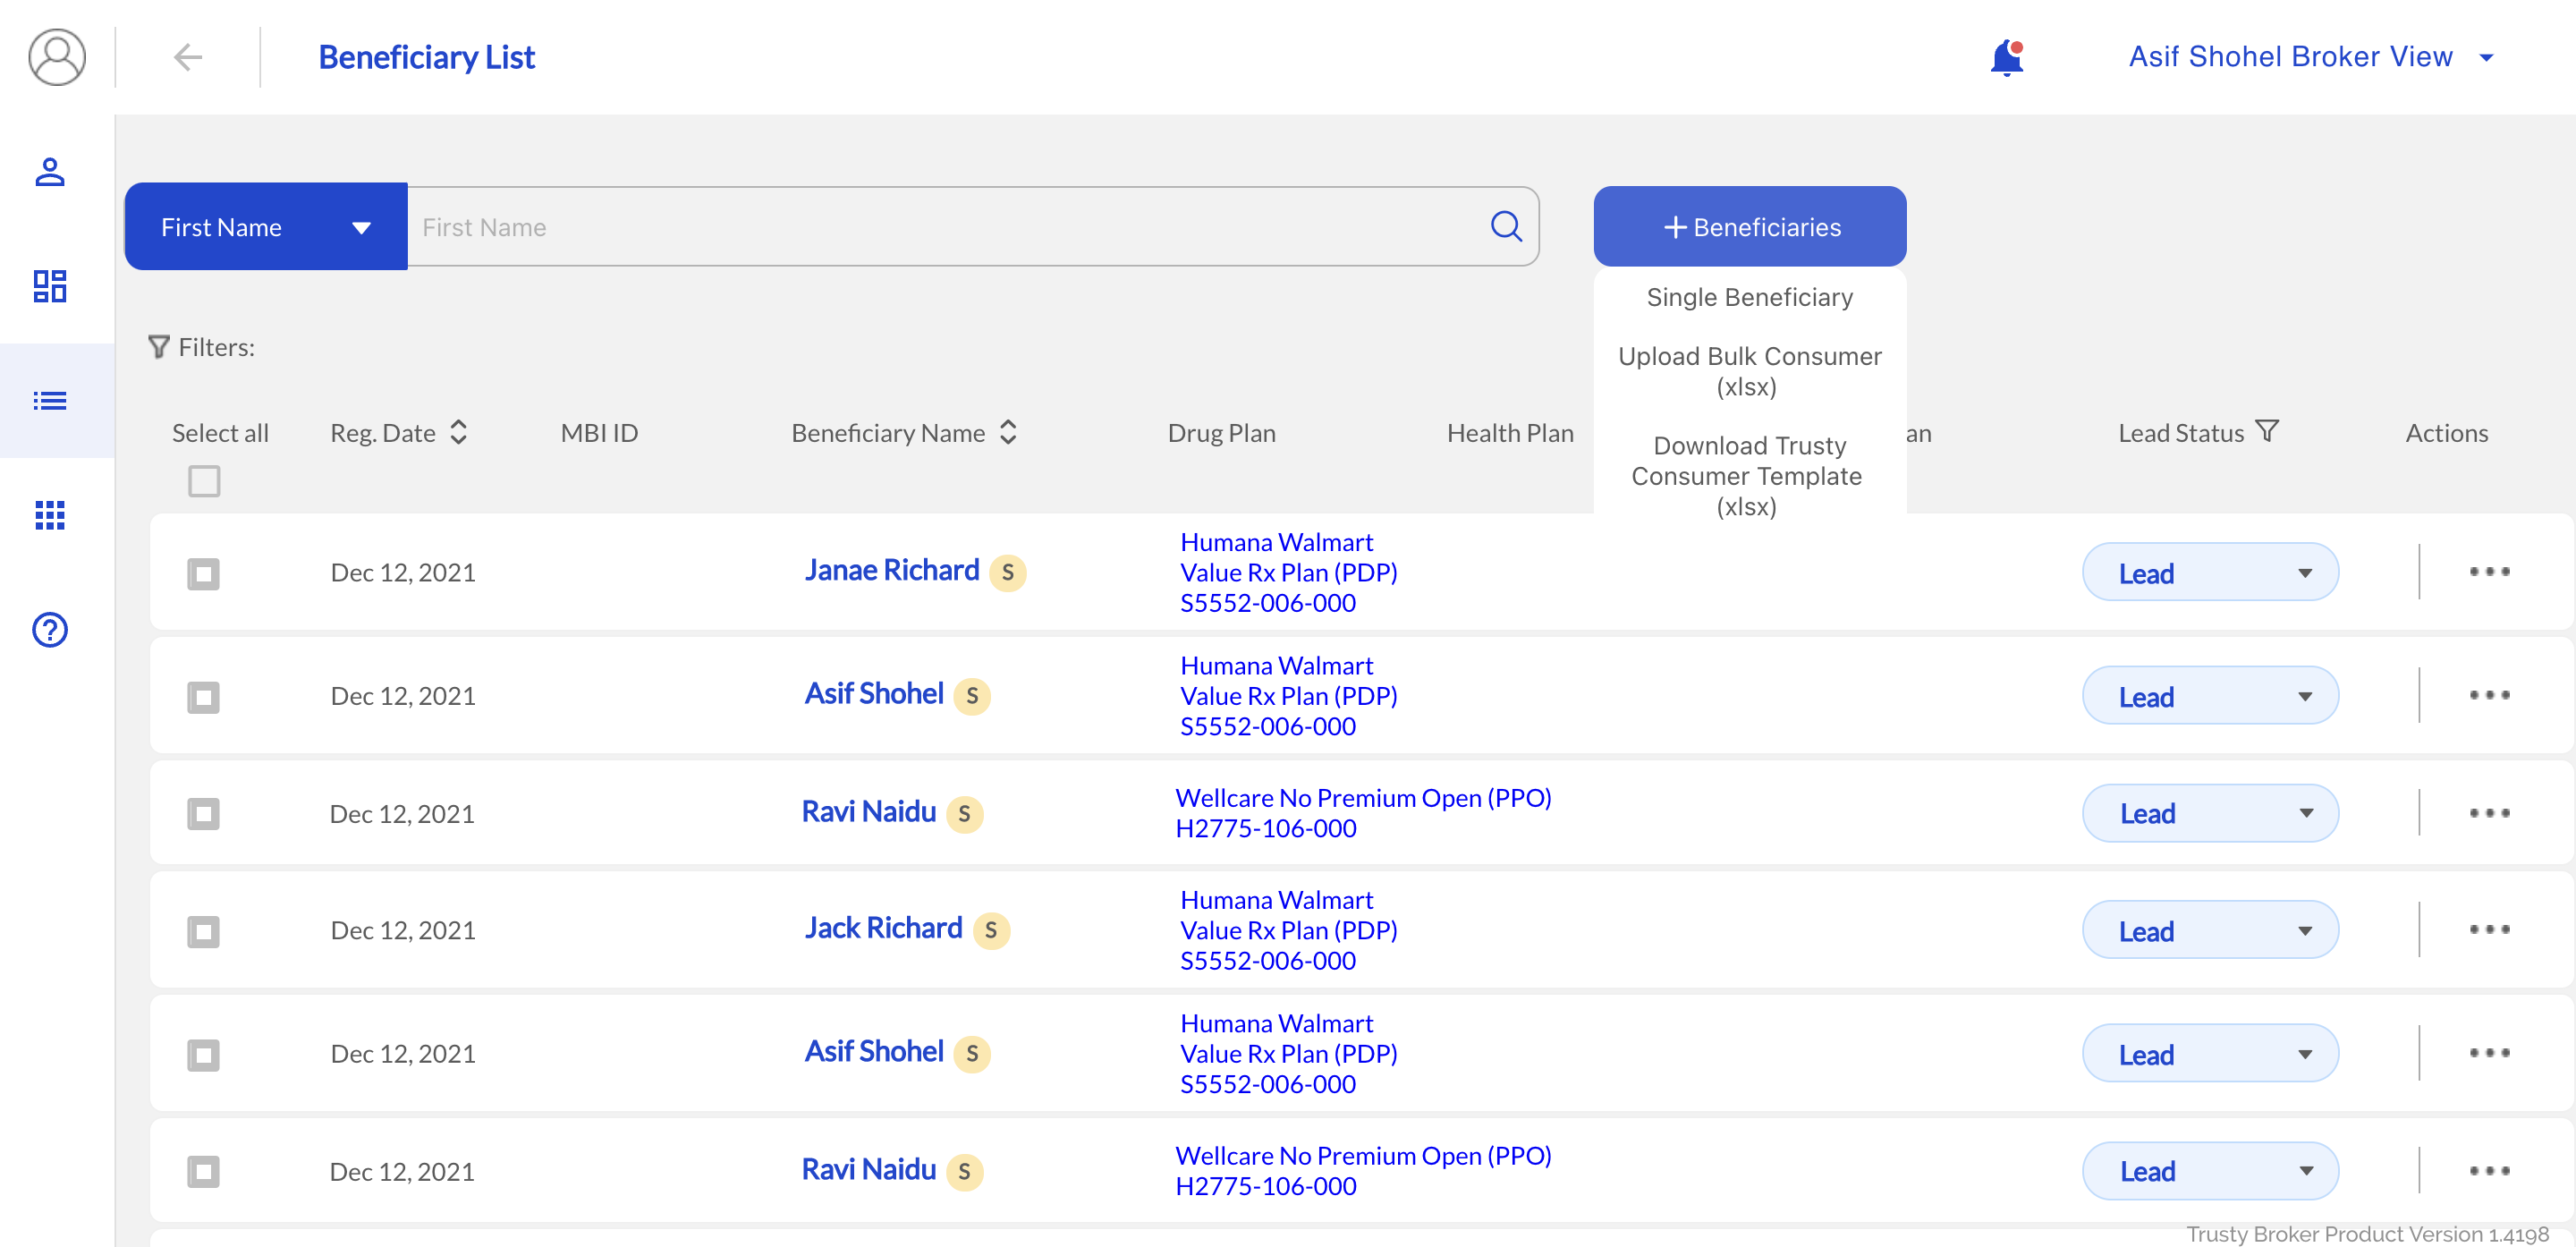 Beneficiary List
Asif Shohel Broker View
First Name
First Name
+ Beneficiaries
Single Beneficiary
Upload Bulk Consumer
(xlsx)
Download Trusty
Consumer Template
(xlsx)
Filters:
Select all Reg. Date MBI ID Beneficiary Name Drug Plan Health Plan an Lead Status Actions
Dec 12, 2021 Janae Richard S
Humana Walmart
Value Rx Plan (PDP)
S5552-006-000
Lead
Dec 12, 2021 Asif Shohel S
Humana Walmart
Value Rx Plan (PDP)
S5552-006-000
Lead
Dec 12, 2021 Ravi Naidu S
Wellcare No Premium Open (PPO)
H2775-106-000
Lead
Dec 12, 2021 Jack Richard S
Humana Walmart
Value Rx Plan (PDP)
S5552-006-000
Lead
Dec 12, 2021 Asif Shohel S
Humana Walmart
Value Rx Plan (PDP)
S5552-006-000
Lead
Dec 12, 2021 Ravi Naidu S
Wellcare No Premium Open (PPO)
H2775-106-000
Lead
Trusty Broker Product Version 1.4198